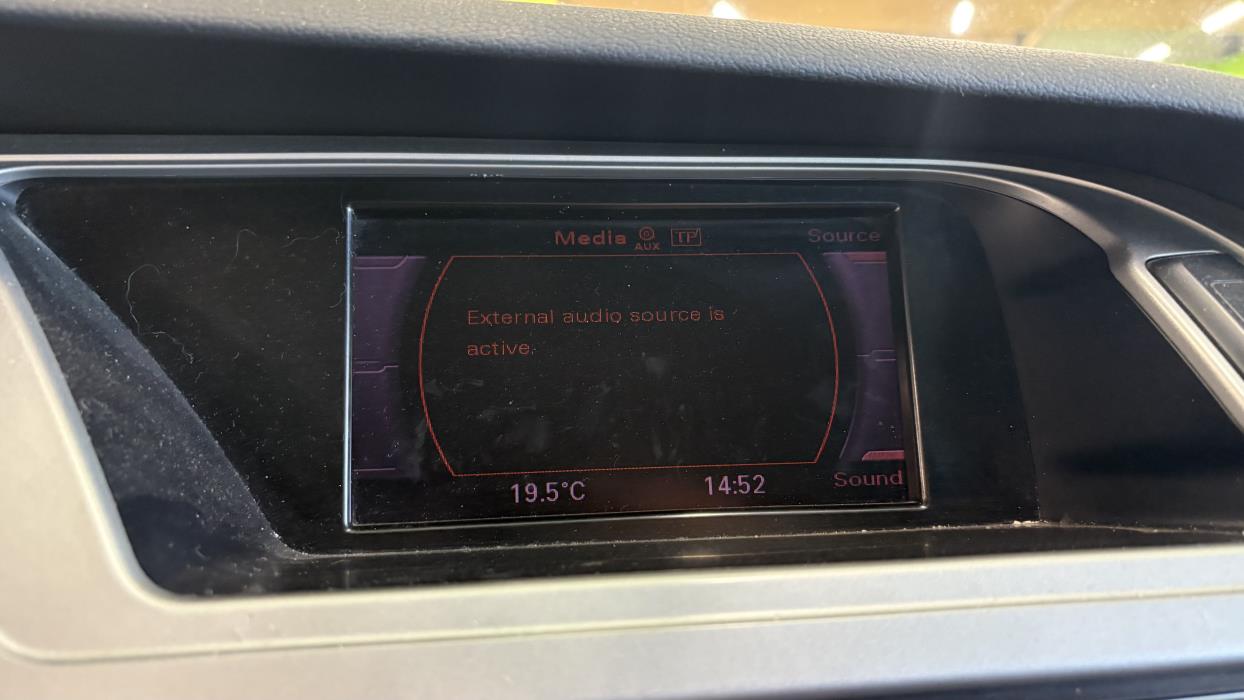 Media AUX TP Source
External audio source is
active.
19.5°C 14:52 Sound